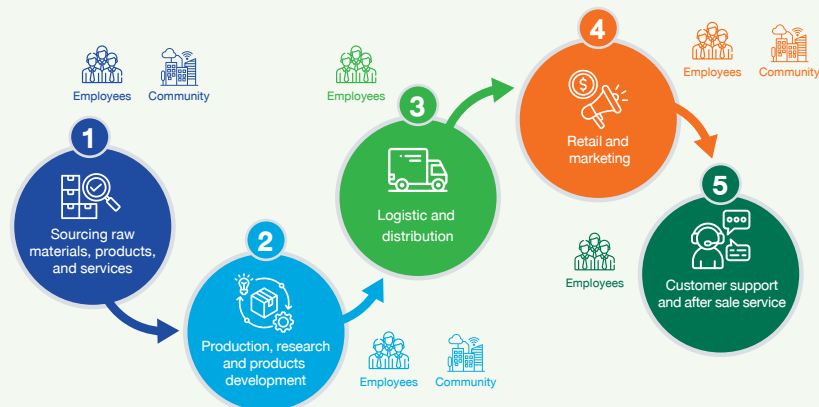 Employees
Community
1
Sourcing raw
materials, products,
and services
2
Production, research
and products
development
Employees
Community
Employees
3
Logistic and
distribution
4
Retail and
marketing
Employees
Community
5
Customer support
and after sale service
Employees